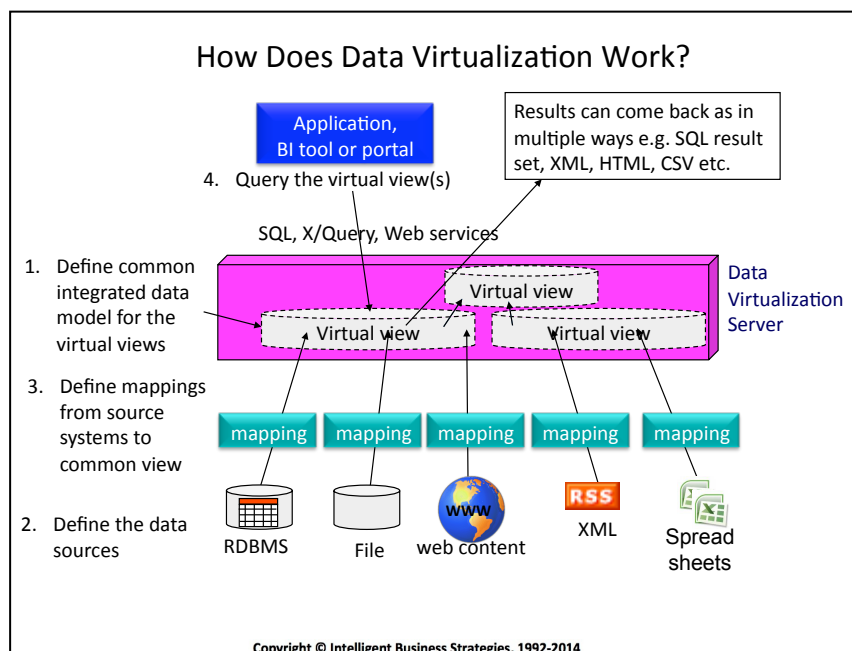 How Does Data Virtualization Work?
Application,
BI tool or portal
Results can come back as in
multiple ways e.g. SQL result
set, XML, HTML, CSV etc.
4. Query the virtual view(s)
SQL, X/Query, Web services
1. Define common
integrated data
model for the
virtual views
Virtual view
Virtual view
Virtual view
Data
Virtualization
Server
3. Define mappings
from source
systems to
common view
mapping
mapping
mapping
mapping
mapping
2. Define the data
sources
RDBMS
File
www
web content
RSS
XML
Spread
sheets
Copyright © Intelligent Business Strategies, 1992-2014